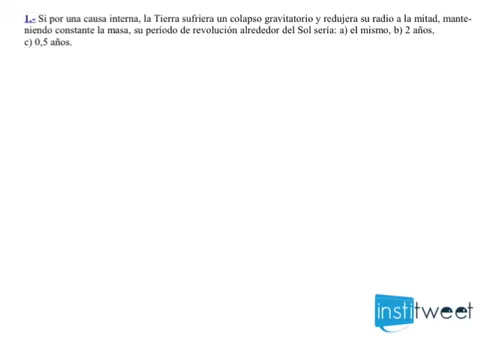 1.- Si por una causa interna, la Tierra sufriera un colapso gravitatorio y redujera su radio a la mitad, mante-
niendo constante la masa, su periodo de revolución alrededor del Sol sería: a) el mismo, b) 2 años,
c) 0,5 años.
institweet